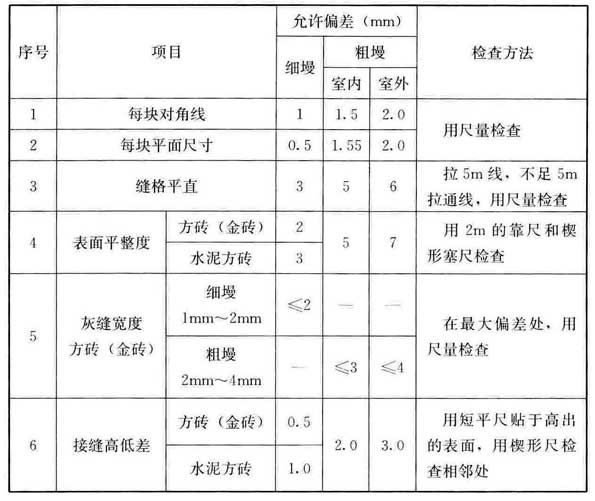 序号 项目 允许偏差（mm） 检查方法
细墁 粗墁
室内 室外
1 每块对角线 1 1.5 2.0 用尺量检查
2 每块平面尺寸 0.5 1.55 2.0
3 缝格平直 3 5 6 拉5m线，不足5m
拉通线，用尺量检查
4 表面平整度 方砖（金砖） 2 5 7 用2m的靠尺和楔
形塞尺检查
水泥方砖 3
5 灰缝宽度
方砖（金砖） 细墁
1mm～2mm ≤2 — — 在最大偏差处，用
尺量检查
粗墁
2mm～4mm — ≤3 ≤4
6 接缝高低差 方砖（金砖） 0.5 2.0 3.0 用短平尺贴于高出
的表面，用楔形尺检
查相邻处
水泥方砖 1.0